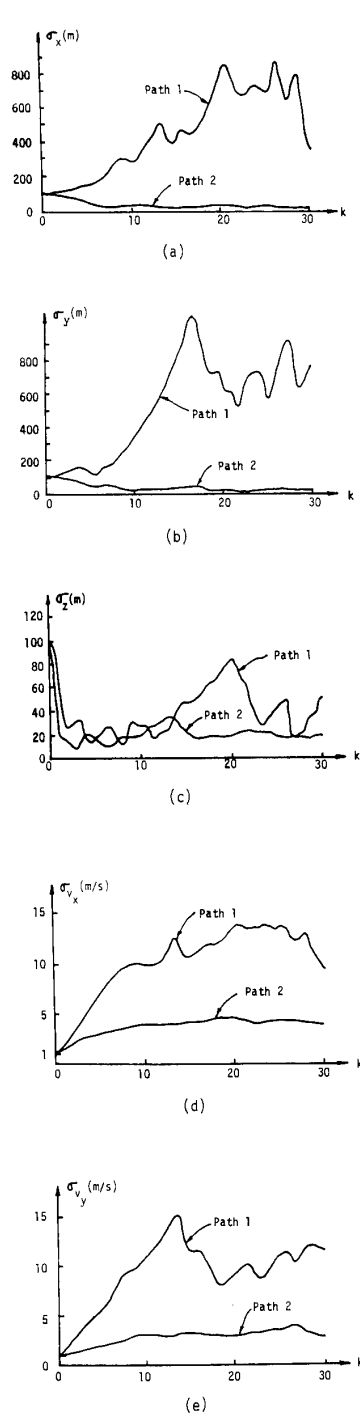 σx(m)
800
600
400
200
0
Path 1
Path 2
0 10 20 30 k
(a)
σy(m)
800
600
400
200
0
Path 1
Path 2
0 10 20 30 k
(b)
σz(m)
120
100
80
60
40
20
0
Path 1
Path 2
0 10 20 30 k
(c)
σvx (m/s)
15
10
5
1
Path 1
Path 2
0 10 20 30 k
(d)
σvy (m/s)
15
10
5
0
Path 1
Path 2
0 10 20 30 k
(e)